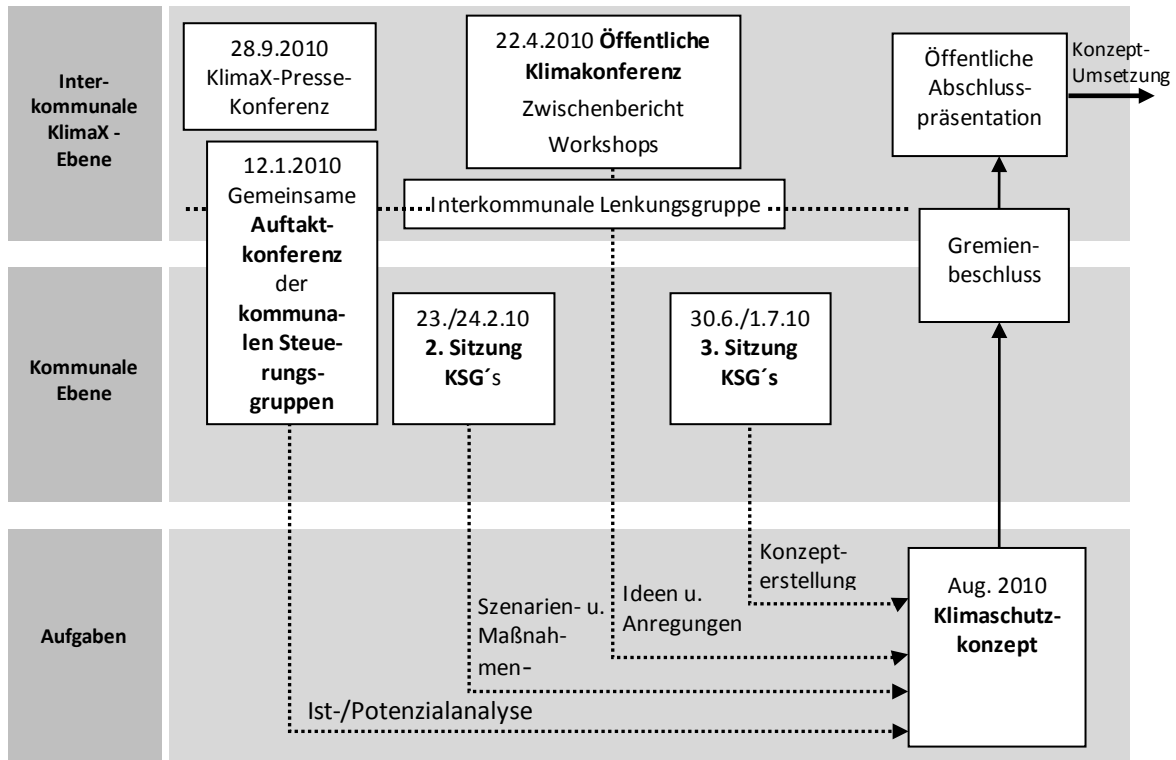 Inter-
kommunale
KlimaX -
Ebene
28.9.2010
KlimaX-Presse-
Konferenz
22.4.2010 Öffentliche
Klimakonferenz
Zwischenbericht
Workshops
Öffentliche
Abschluss-
präsentation
Konzept-
Umsetzung
12.1.2010
Gemeinsame
Auftakt-
konferenz
der
kommuna-
len Steue-
rungs-
gruppen
Interkommunale Lenkungsgruppe
Gremien-
beschluss
Kommunale
Ebene
23./24.2.10
2. Sitzung
KSG´s
30.6./1.7.10
3. Sitzung
KSG´s
Aufgaben
Szenarien- u.
Maßnah-
men-
Ideen u.
Anregungen
Konzept-
erstellung
Ist-/Potenzialanalyse
Aug. 2010
Klimaschutz-
konzept